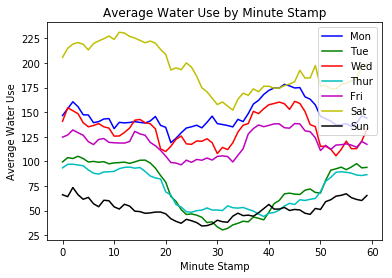 Average Water Use by Minute Stamp
Average Water Use
225
200
175
150
125
100
75
50
25
0
10
20
30
40
50
60
Minute Stamp
Mon
Tue
Wed
Thur
Fri
Sat
Sun